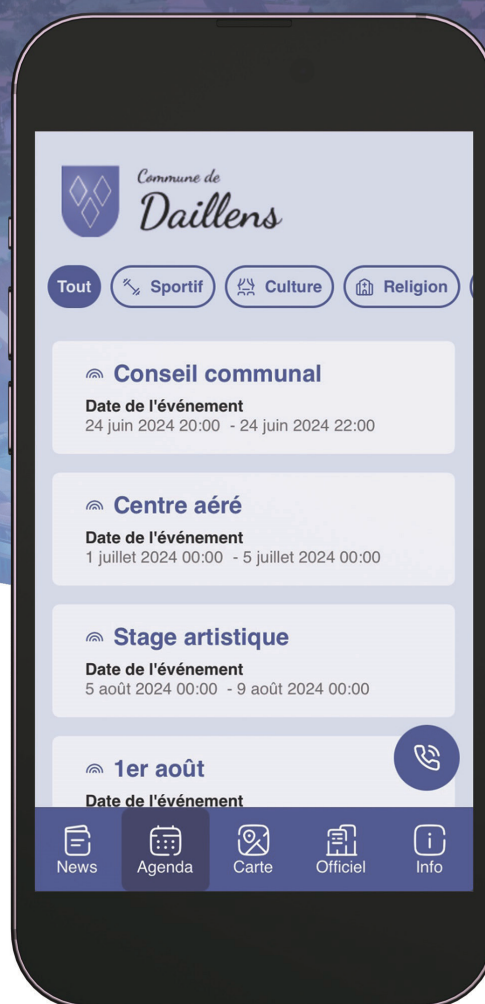 Commune de
Daillens
Tout Sportif Culture Religion
Conseil communal
Date de l'événement
24 juin 2024 20:00 - 24 juin 2024 22:00
Centre aéré
Date de l'événement
1 juillet 2024 00:00 - 5 juillet 2024 00:00
Stage artistique
Date de l'événement
5 août 2024 00:00 - 9 août 2024 00:00
1er août
Date de l'événement
News Agenda Carte Officiel Info